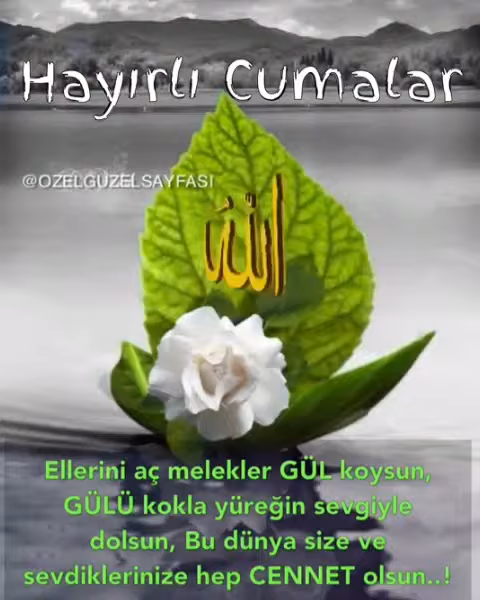 Hayırlı Cumalar
@OZELGUZELSAYFASI
الله
Ellerini aç melekler GÜL koysun,
GÜLÜ kokla yüreğin sevgiyle
dolsun, Bu dünya size ve
sevdiklerinize hep CENNET olsun..!